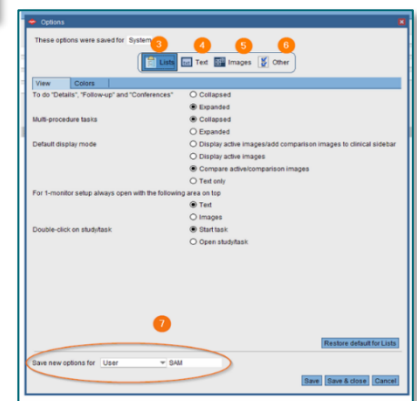 Options
These options were saved for System
3 4 5 6
Lists Text Images Other
View Colors
To do "Details", "Follow-up" and "Conferences" Collapsed
Expanded
Multi-procedure tasks Collapsed
Expanded
Default display mode Display active images/add comparison images to clinical sidebar
Display active images
Compare active/comparison images
Text only
For 1-monitor setup always open with the following area on top
Text
Images
Double-click on study/task Start task
Open study/task
7
Restore default for Lists
Save new options for User BAM
Save Save & close Cancel